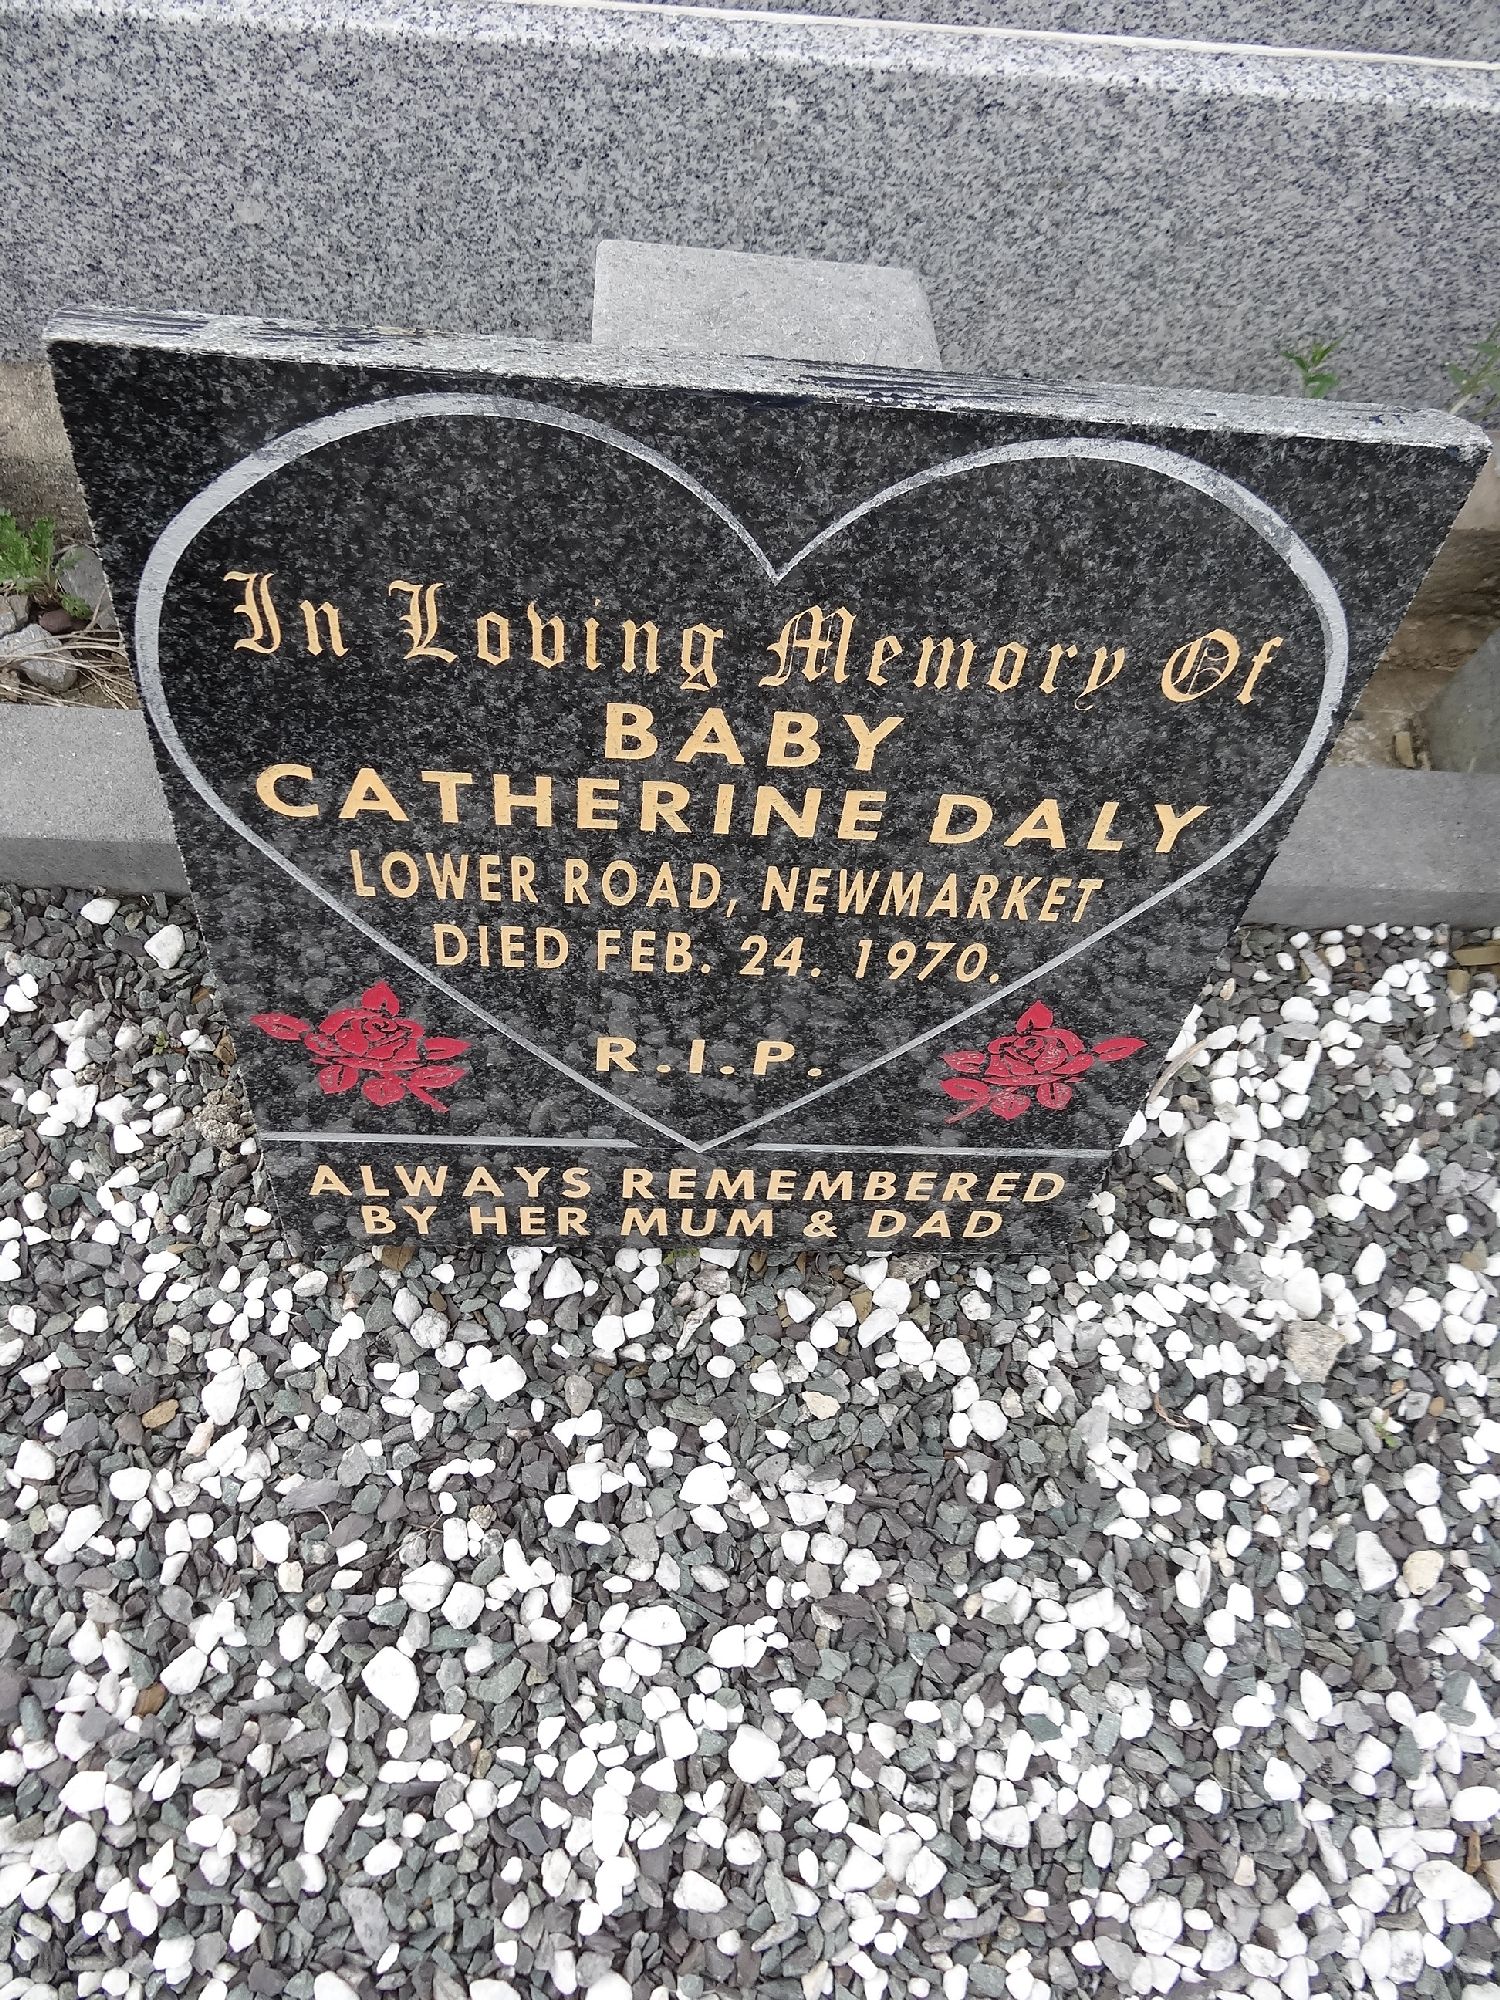 In Loving Memory Of
BABY
CATHERINE DALY
LOWER ROAD, NEWMARKET
DIED FEB. 24. 1970.
R.I.P.
ALWAYS REMEMBERED
BY HER MUM & DAD